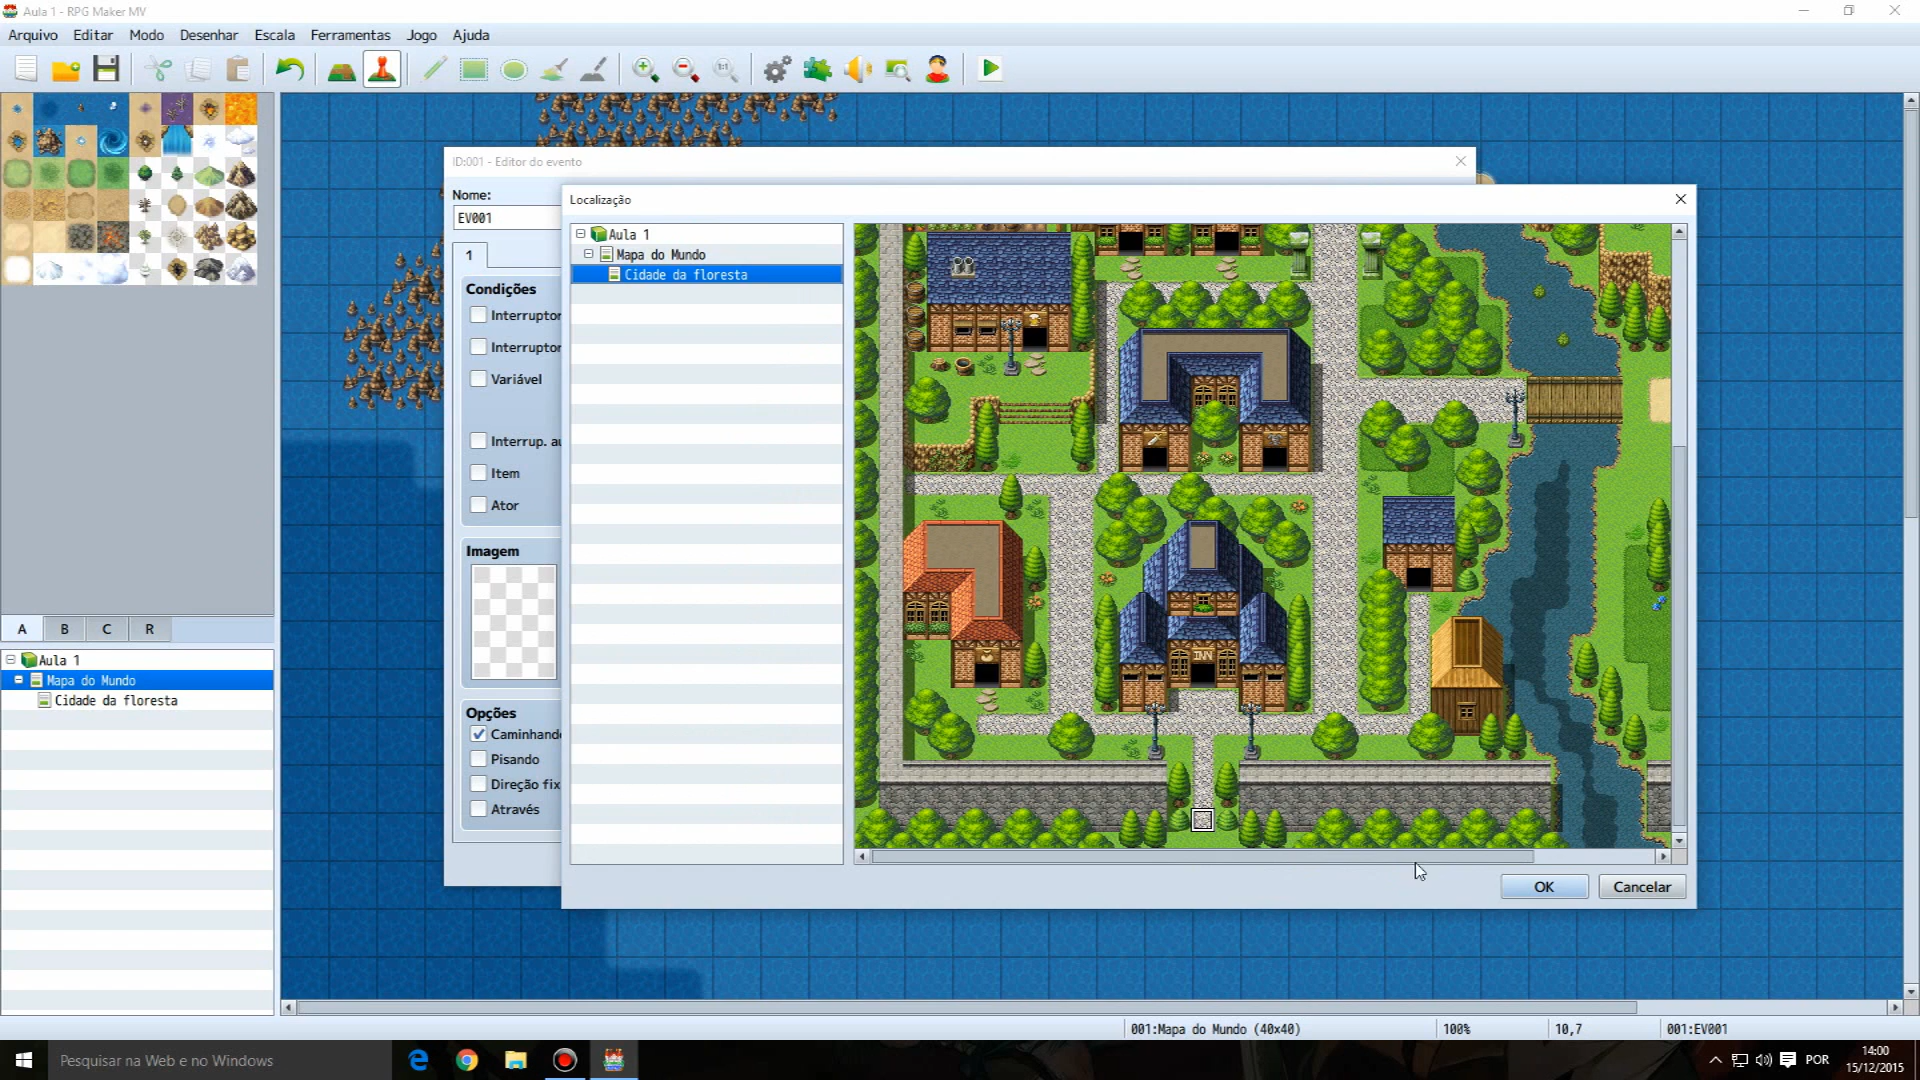 Aula 1 - RPG Maker MV
Arquivo Editar Modo Desenhar Escala Ferramentas Jogo Ajuda
1:1
ID:001 - Editor do evento
Nome:
EV001
Localização
Aula 1
Mapa do Mundo
Cidade da floresta
1
Condições
Interruptor
Interruptor
Variável
Interrup. au
Item
Ator
Imagem
Opções
Caminhando
Pisando
Direção fix
Através
INN
OK Cancelar
A B C R
Aula 1
Mapa do Mundo
Cidade da floresta
001:Mapa do Mundo (40x40) 100% 10,7 001:EV001
Pesquisar na Web e no Windows
POR
14:00
15/12/2015